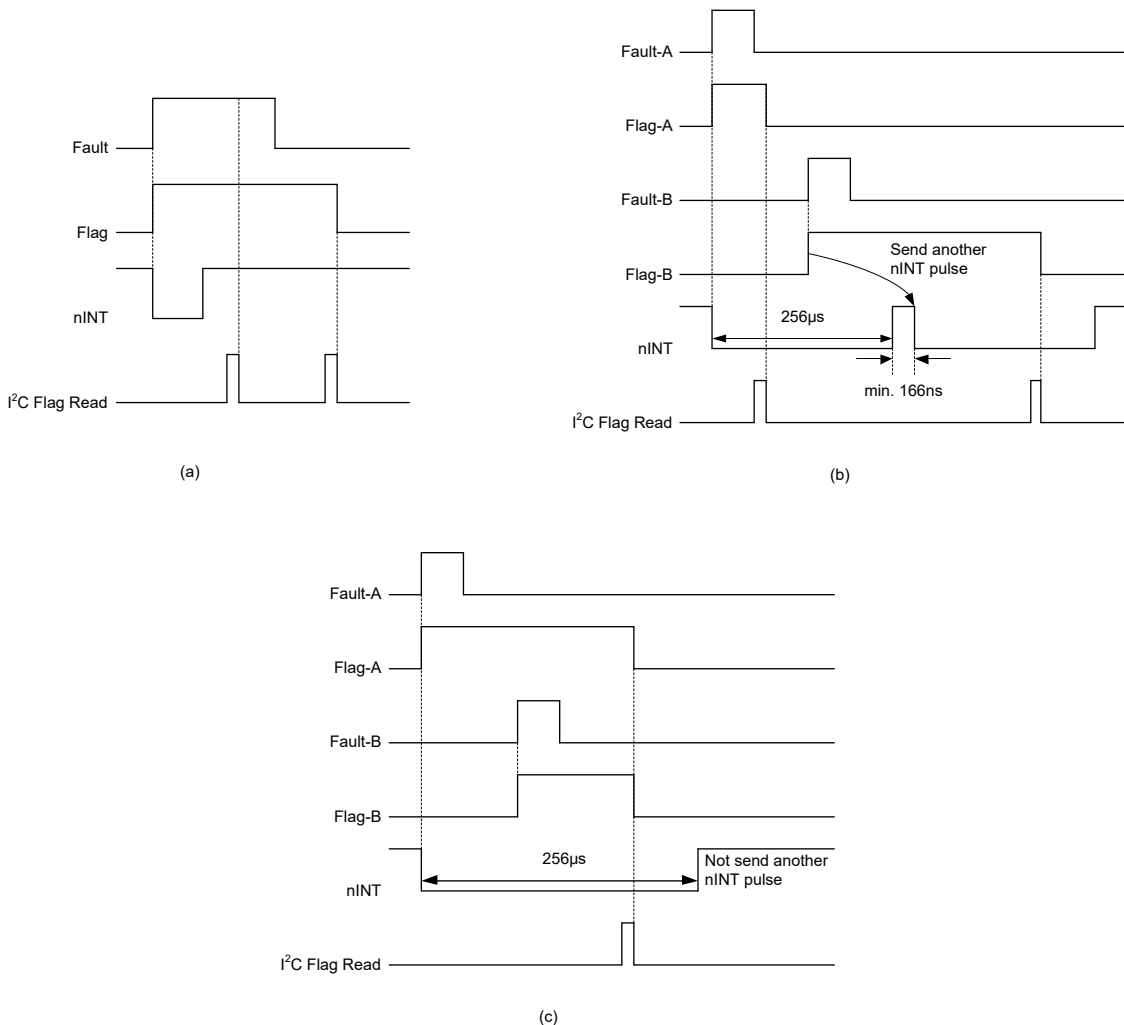 Fault
Flag
nINT
I²C Flag Read
(a)
Fault-A
Flag-A
Fault-B
Flag-B
Send another
nINT pulse
256µs
nINT
min. 166ns
I²C Flag Read
(b)
Fault-A
Flag-A
Fault-B
Flag-B
256µs
Not send another
nINT pulse
nINT
I²C Flag Read
(c)